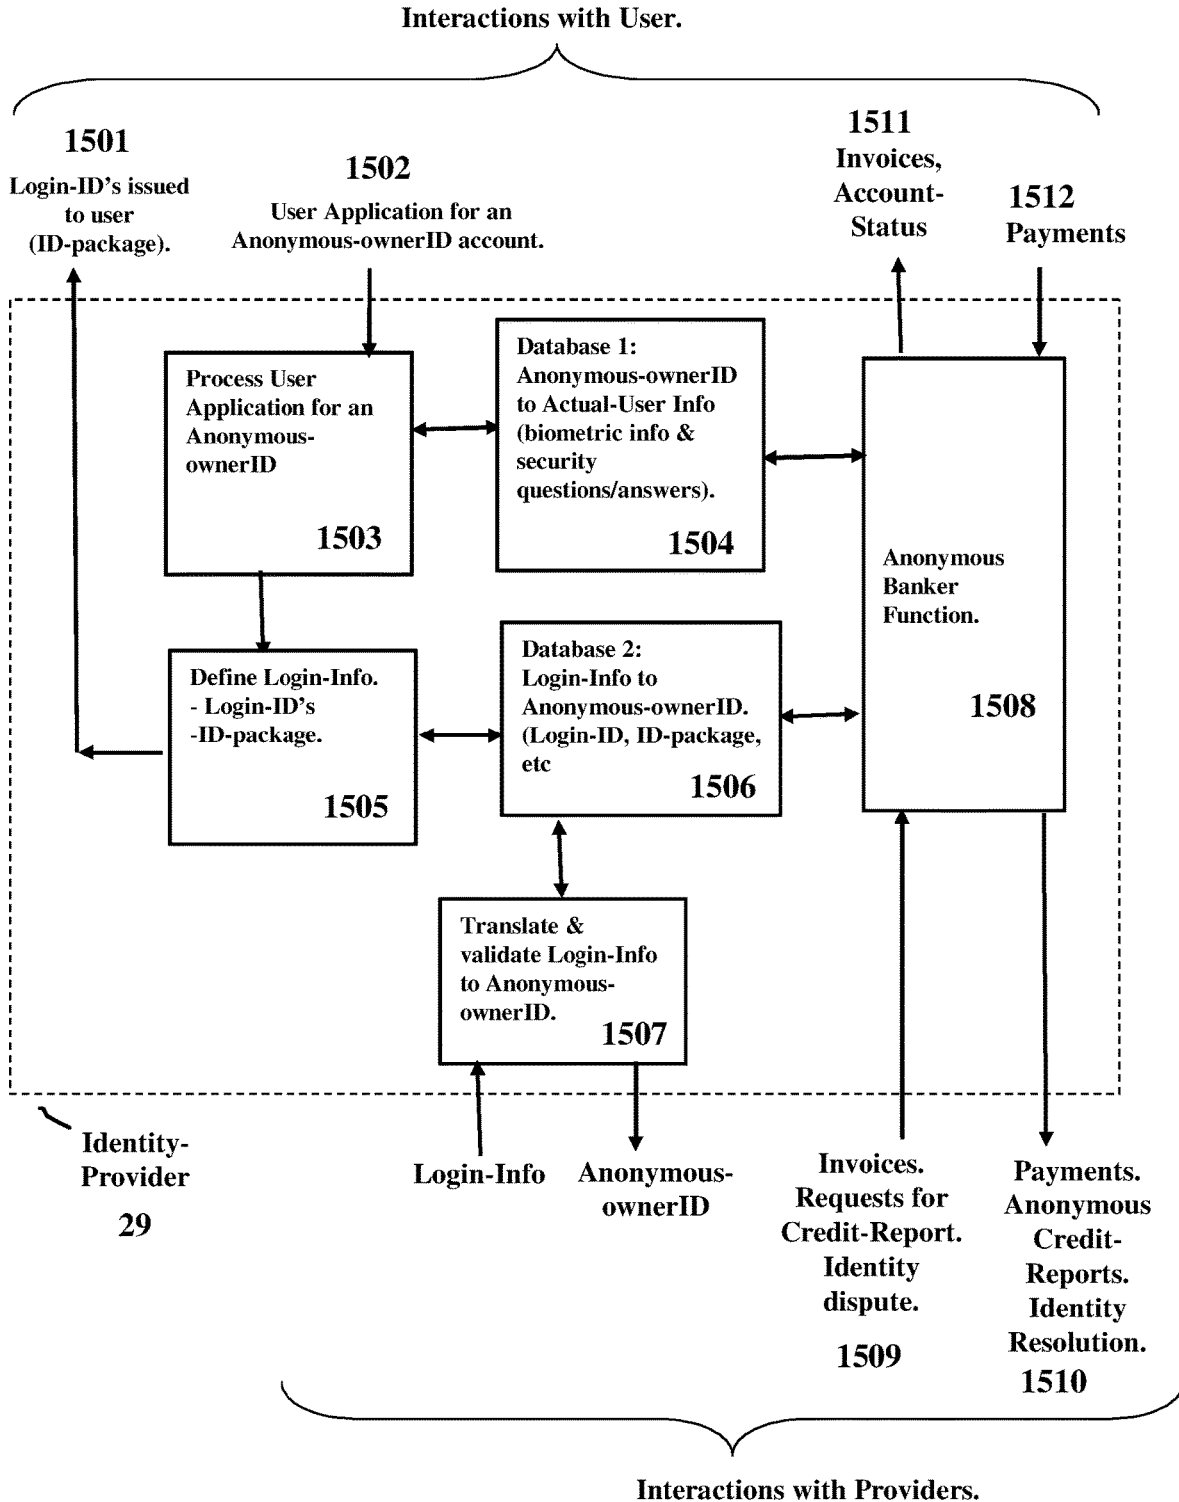 Interactions with User.
1501
Login-ID's issued
to user
(ID-package).
1502
User Application for an
Anonymous-ownerID account.
1511
Invoices,
Account-
Status
1512
Payments
Process User
Application for an
Anonymous-
ownerID
1503
Database 1:
Anonymous-ownerID
to Actual-User Info
(biometric info &
security
questions/answers).
1504
Anonymous
Banker
Function.
1508
Define Login-Info.
- Login-ID's
-ID-package.
1505
Database 2:
Login-Info to
Anonymous-ownerID.
(Login-ID, ID-package,
etc
1506
Translate &
validate Login-Info
to Anonymous-
ownerID.
1507
Identity-
Provider
29
Login-Info
Anonymous-
ownerID
Invoices.
Requests for
Credit-Report.
Identity
dispute.
1509
Payments.
Anonymous
Credit-
Reports.
Identity
Resolution.
1510
Interactions with Providers.